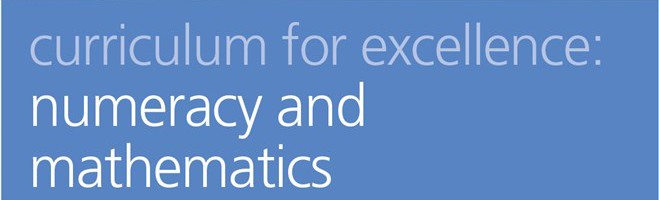 curriculum for excellence:
numeracy and
mathematics